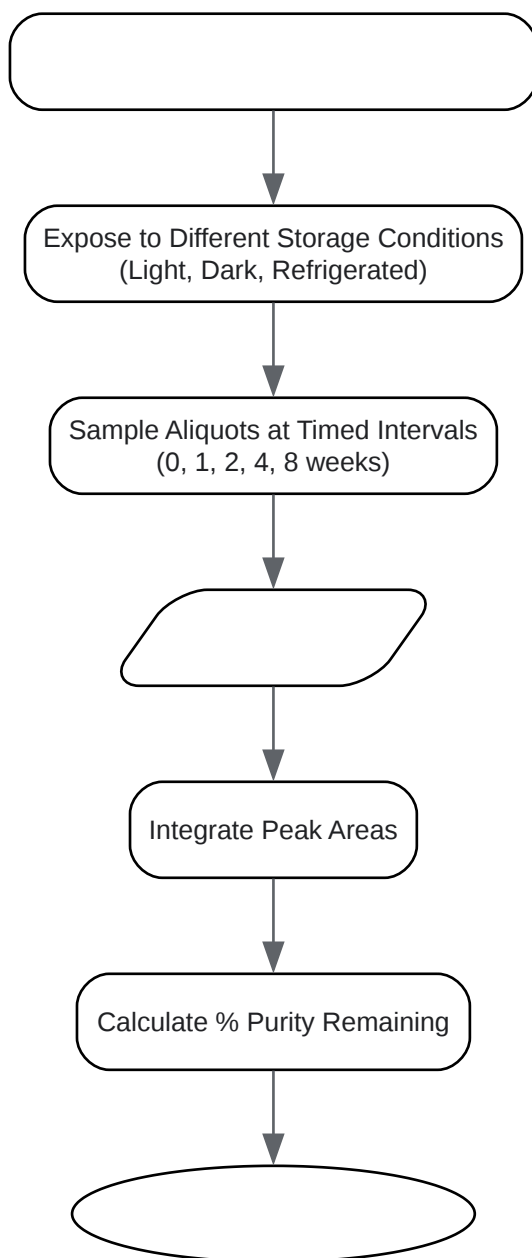 Expose to Different Storage Conditions
(Light, Dark, Refrigerated)
Sample Aliquots at Timed Intervals
(0, 1, 2, 4, 8 weeks)
Integrate Peak Areas
Calculate % Purity Remaining